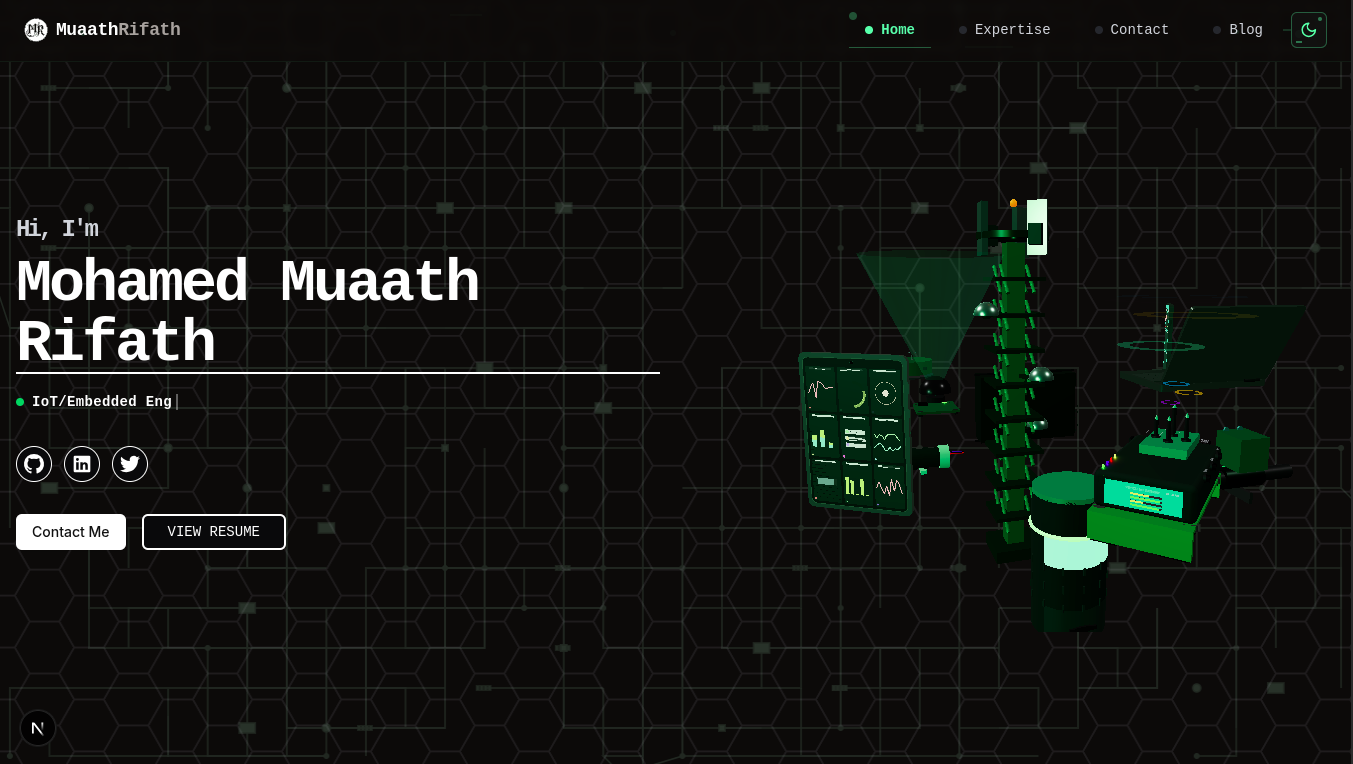 MuaathRifath
Home
Expertise
Contact
Blog
Hi, I'm
Mohamed Muaath
Rifath
IoT/Embedded Eng
Contact Me
VIEW RESUME
N